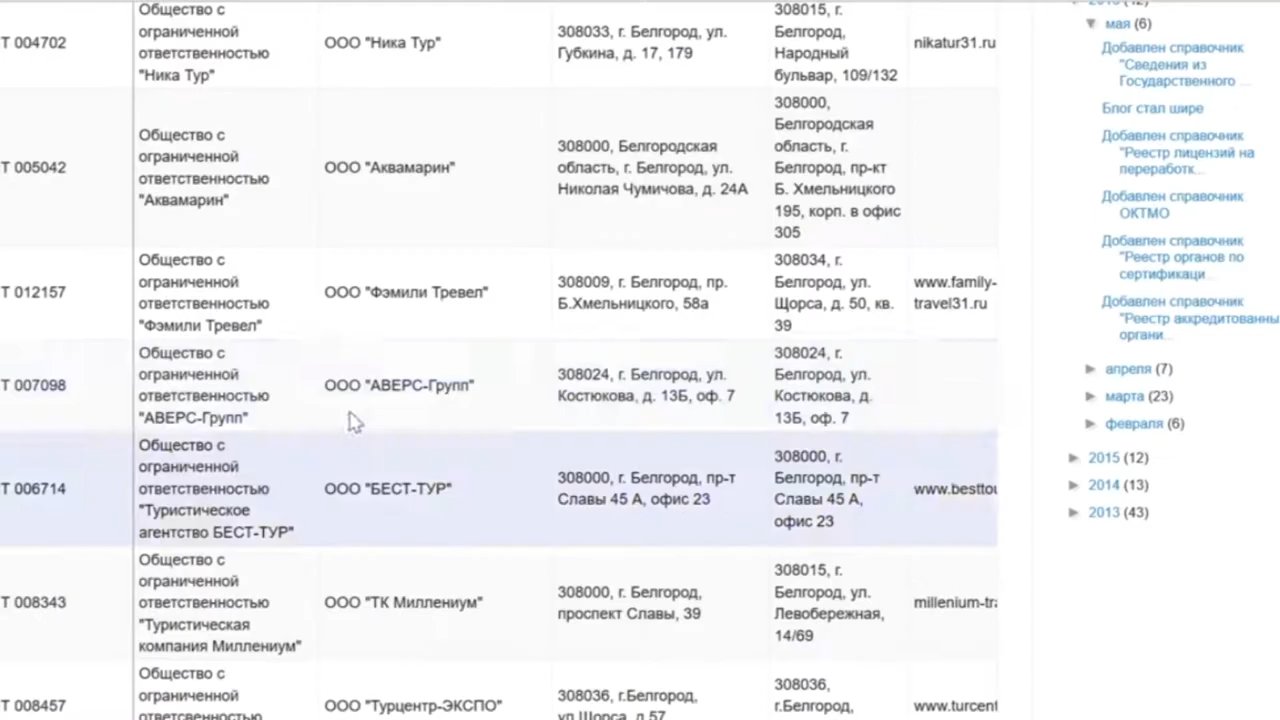 Общество с
ограниченной
ответственностью
"Ника Тур"
Т 004702
ООО "Ника Тур"
308033, г. Белгород, ул.
Губкина, д. 17, 179
308015, г.
Белгород,
Народный
бульвар, 109/132
nikatur31.ru
Общество с
ограниченной
ответственностью
"Аквамарин"
Т 005042
ООО "Аквамарин"
308000, Белгородская
область, г. Белгород, ул.
Николая Чумичова, д. 24А
308000,
Белгородская
область, г.
Белгород, пр-кт
Б. Хмельницкого
195, корп. в офис
305
Общество с
ограниченной
ответственностью
"Фэмили Тревел"
Т 012157
ООО "Фэмили Тревел"
308009, г. Белгород, пр.
Б.Хмельницкого, 58а
308034, г.
Белгород, ул.
Щорса, д. 50, кв.
39
www.family-
travel31.ru
Общество с
ограниченной
ответственностью
"АВЕРС-Групп"
Т 007098
ООО "АВЕРС-Групп"
308024, г. Белгород, ул.
Костюкова, д. 13Б, оф. 7
308024, г.
Белгород, ул.
Костюкова, д.
13Б, оф. 7
Общество с
ограниченной
ответственностью
"Туристическое
агентство БЕСТ-ТУР"
Т 006714
ООО "БЕСТ-ТУР"
308000, г. Белгород, пр-т
Славы 45 А, офис 23
308000, г.
Белгород, пр-т
Славы 45 А,
офис 23
www.besttou
Общество с
ограниченной
ответственностью
"Туристическая
компания Миллениум"
Т 008343
ООО "ТК Миллениум"
308000, г. Белгород,
проспект Славы, 39
308015, г.
Белгород, ул.
Левобережная,
14/69
millenium-tra
Общество с
ограниченной
ответственностью
Т 008457
ООО "Турцентр-ЭКСПО"
308036, г.Белгород,
ул.Щорса, д.57
308036,
г.Белгород,
www.turcent
мая (6)
Добавлен справочник
"Сведения из
Государственного ...
Блог стал шире
Добавлен справочник
"Реестр лицензий на
переработк...
Добавлен справочник
ОКТМО
Добавлен справочник
"Реестр органов по
сертификаци...
Добавлен справочник
"Реестр аккредитованны
органи...
апреля (7)
марта (23)
февраля (6)
2015 (12)
2014 (13)
2013 (43)